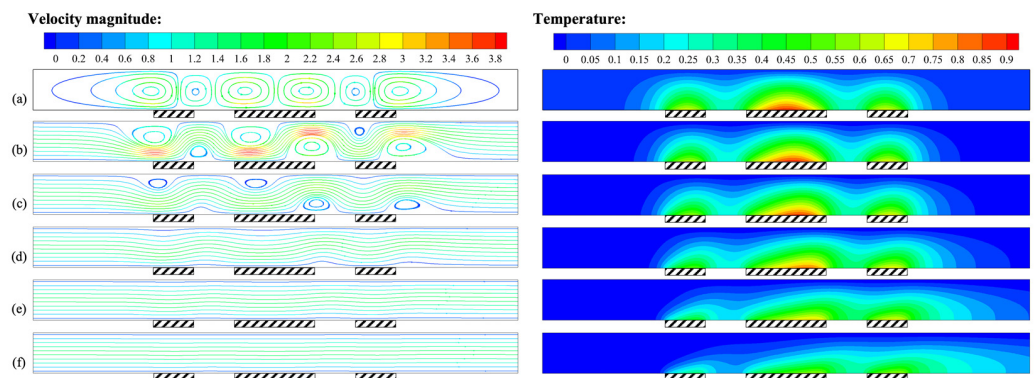 Velocity magnitude:
0 0.2 0.4 0.6 0.8 1 1.2 1.4 1.6 1.8 2 2.2 2.4 2.6 2.8 3 3.2 3.4 3.6 3.8
Temperature:
0 0.05 0.1 0.15 0.2 0.25 0.3 0.35 0.4 0.45 0.5 0.55 0.6 0.65 0.7 0.75 0.8 0.85 0.9
(a)
(b)
(c)
(d)
(e)
(f)